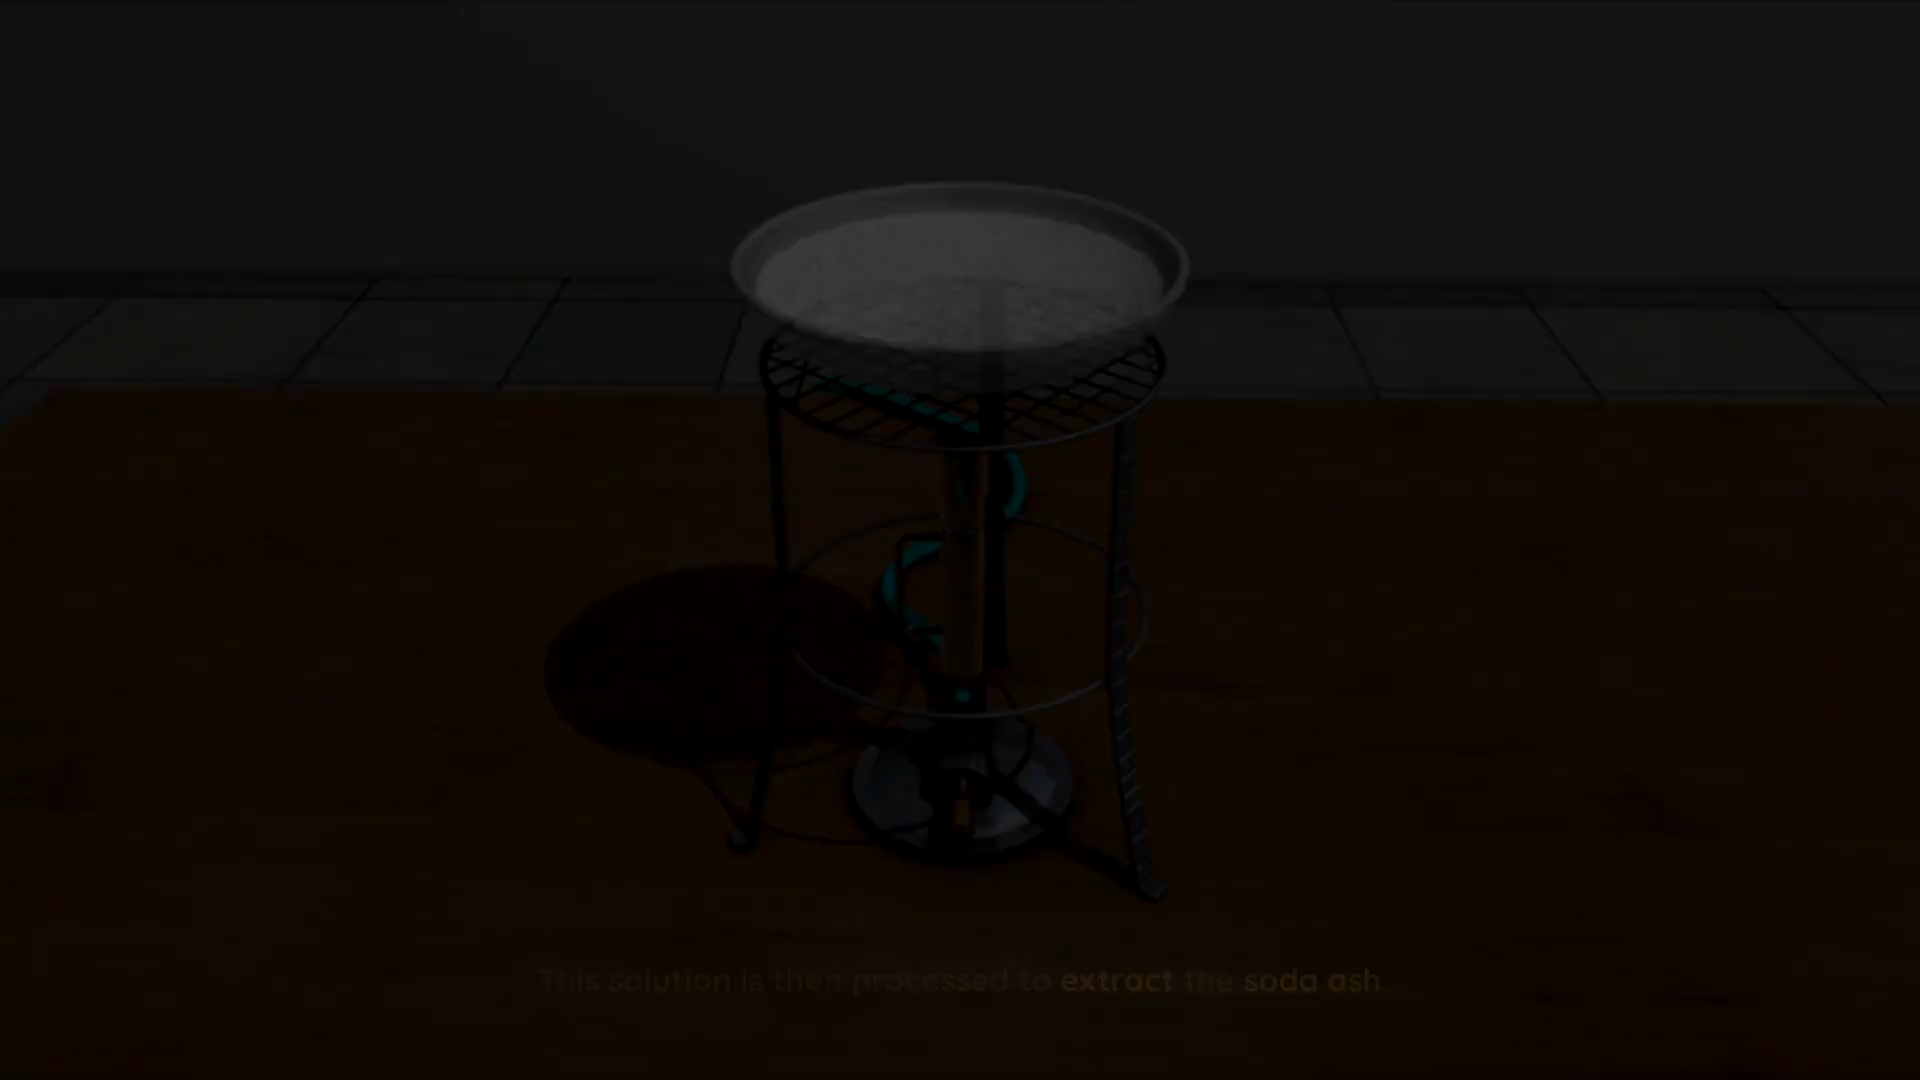 This solution is then processed to extract the soda ash